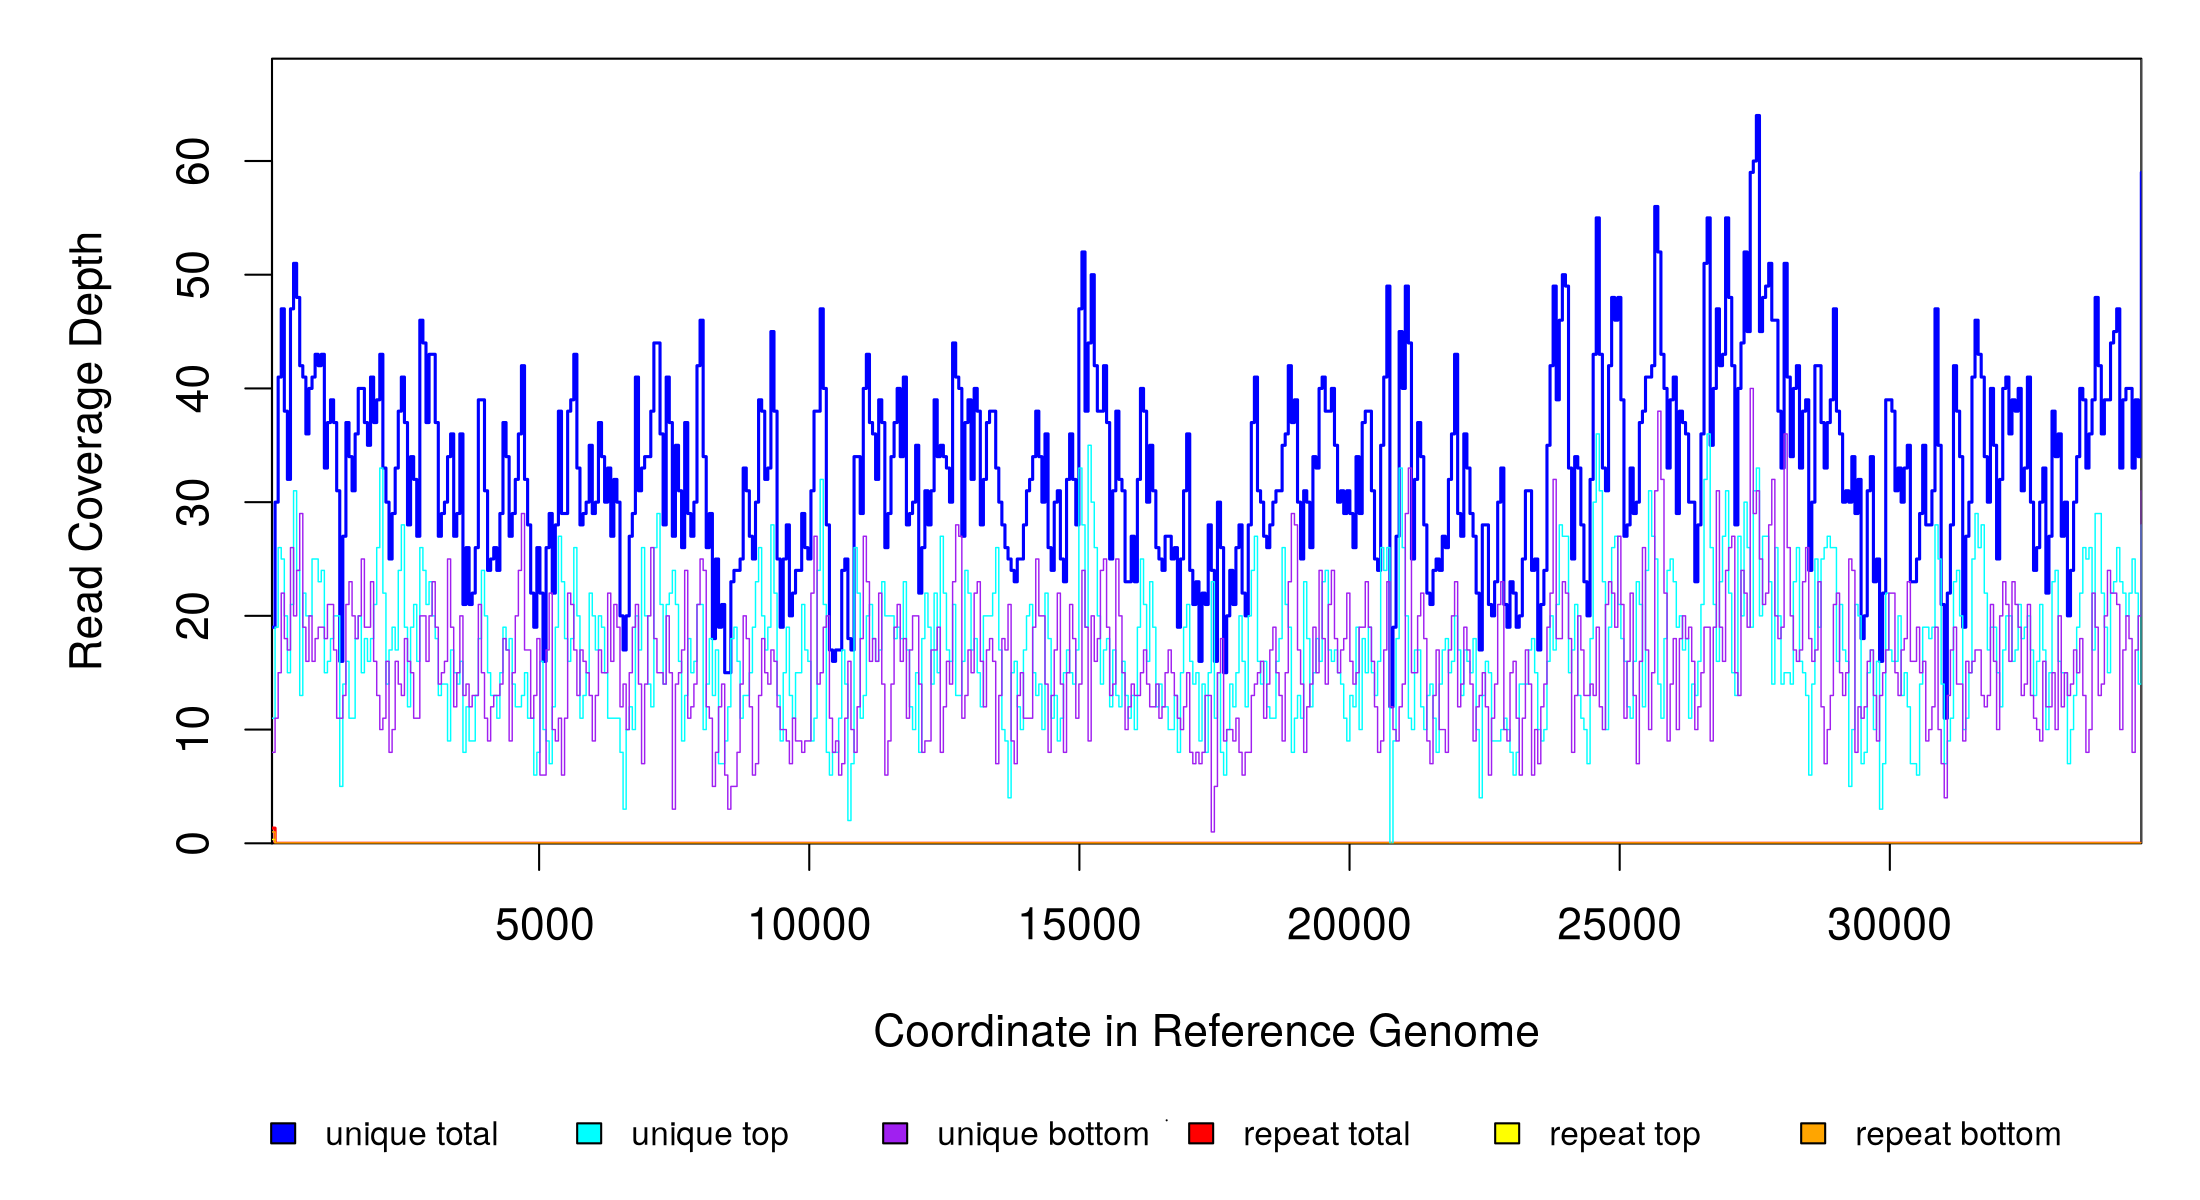 Read Coverage Depth
60
50
40
30
20
10
0
5000 10000 15000 20000 25000 30000
Coordinate in Reference Genome
unique total unique top unique bottom repeat total repeat top repeat bottom